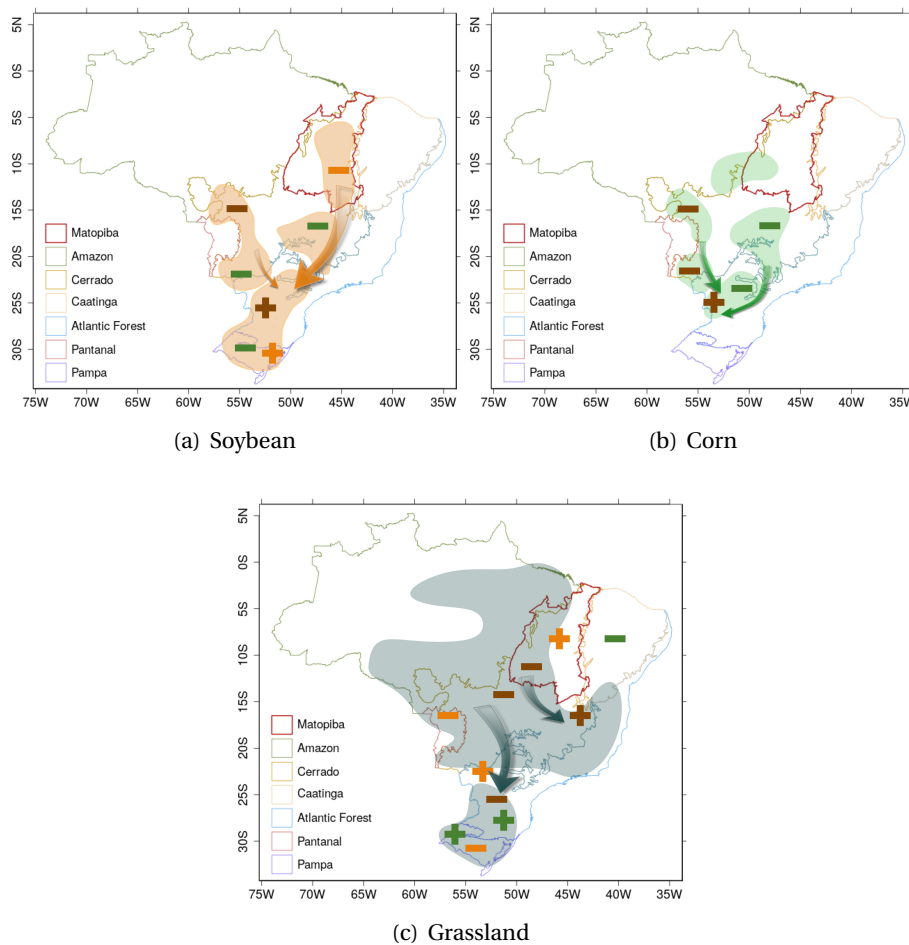 5N
0S
5S
10S
15S
20S
25S
30S
Matopiba
Amazon
Cerrado
Caatinga
Atlantic Forest
Pantanal
Pampa
75W 70W 65W 60W 55W 50W 45W 40W 35W
(a) Soybean
5N
0S
5S
10S
15S
20S
25S
30S
Matopiba
Amazon
Cerrado
Caatinga
Atlantic Forest
Pantanal
Pampa
75W 70W 65W 60W 55W 50W 45W 40W 35W
(b) Corn
5N
0S
5S
10S
15S
20S
25S
30S
Matopiba
Amazon
Cerrado
Caatinga
Atlantic Forest
Pantanal
Pampa
75W 70W 65W 60W 55W 50W 45W 40W 35W
(c) Grassland